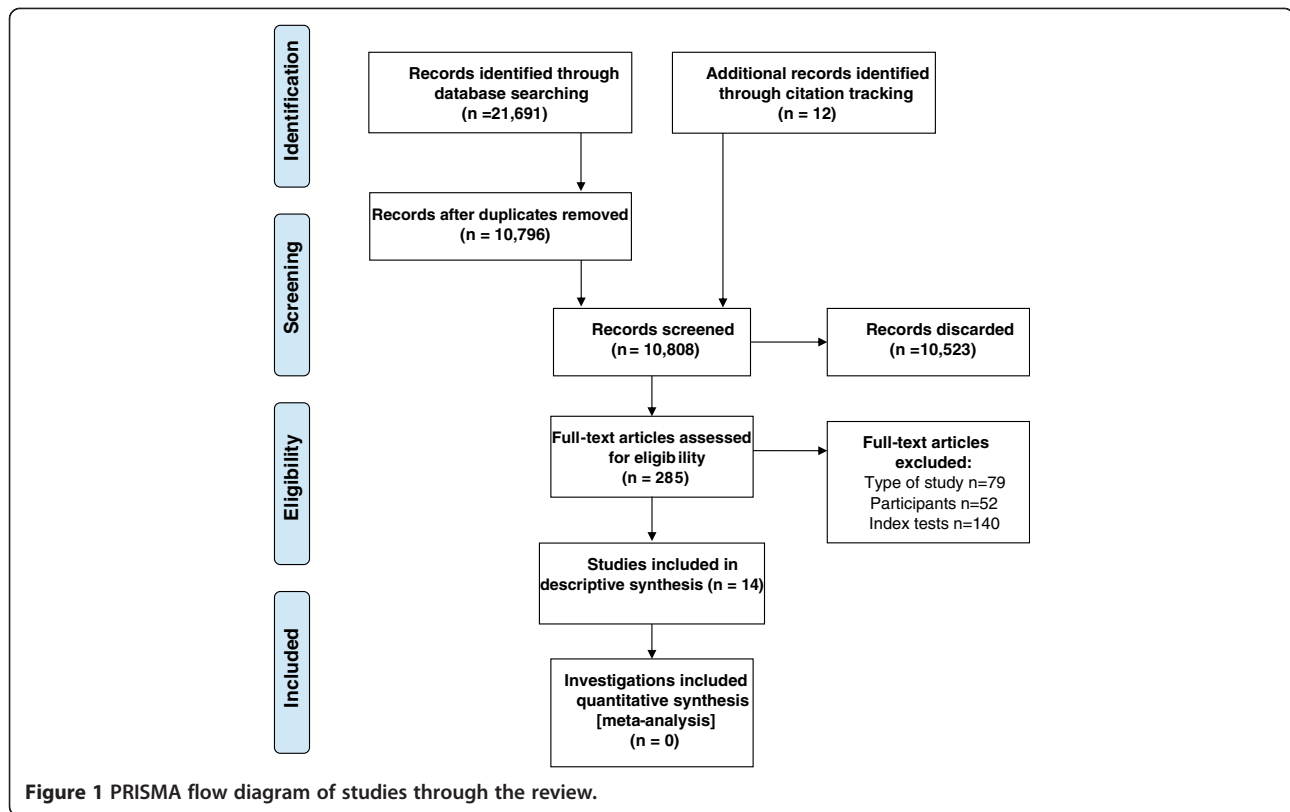 Identification
Records identified through
database searching
(n =21,691)
Additional records identified
through citation tracking
(n = 12)
Screening
Records after duplicates removed
(n = 10,796)
Records screened
(n = 10,808)
Records discarded
(n =10,523)
Eligibility
Full-text articles assessed
for eligibility
(n = 285)
Full-text articles
excluded:
Type of study n=79
Participants n=52
Index tests n=140
Studies included in
descriptive synthesis (n = 14)
Included
Investigations included
quantitative synthesis
[meta-analysis]
(n = 0)
Figure 1 PRISMA flow diagram of studies through the review.